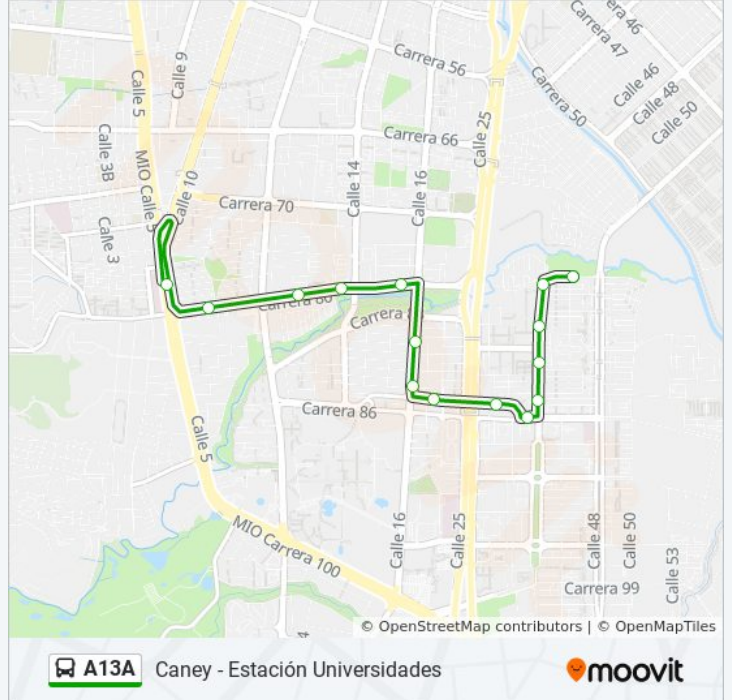 Carrera 46
Carrera 47
Carrera 56
Calle 9
Calle 5
Calle 46
Calle 48
Carrera 50
Calle 50
Carrera 66
Calle 25
Calle 3B
MIO Calle 5
Calle 10
Calle 14
Calle 16
Carrera 70
Calle 3
Carrera 80
Carrera
Carrera 86
Calle 5
MIO Carrera 100
Calle 16
Calle 25
Calle 48
Calle 50
Calle 53
Carrera 99
© OpenStreetMap contributors | © OpenMapTiles
A13A Caney - Estación Universidades
moovit